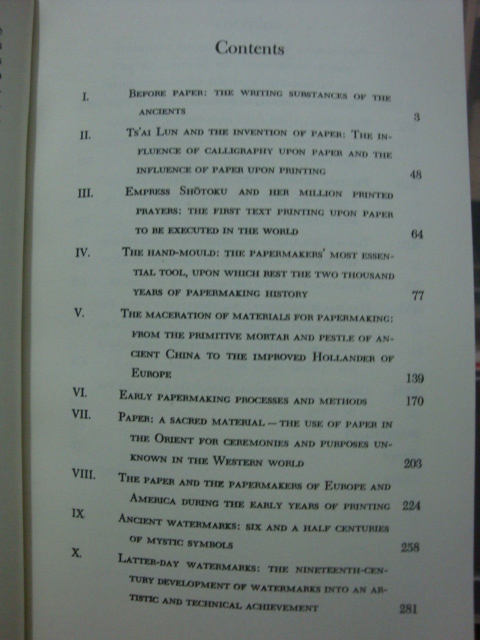 Contents
I. Before paper: the writing substances of the
ancients 3
II. Ts'ai Lun and the invention of paper: The in-
fluence of calligraphy upon paper and the
influence of paper upon printing 48
III. Empress Shōtoku and her million printed
prayers: the first text printing upon paper
to be executed in the world 64
IV. The hand-mould: the papermakers' most essen-
tial tool, upon which rest the two thousand
years of papermaking history 77
V. The maceration of materials for papermaking:
from the primitive mortar and pestle of an-
cient China to the improved Hollander of
Europe 139
VI. Early papermaking processes and methods 170
VII. Paper: a sacred material — the use of paper in
the Orient for ceremonies and purposes un-
known in the Western world 203
VIII. The paper and the papermakers of Europe and
America during the early years of printing 224
IX Ancient watermarks: six and a half centuries
of mystic symbols 258
X. Latter-day watermarks: the nineteenth-cen-
tury development of watermarks into an ar-
tistic and technical achievement 281